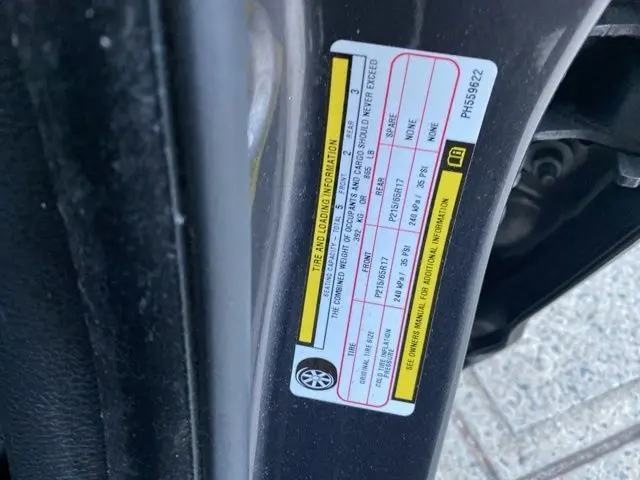 TIRE AND LOADING INFORMATION
SEATING CAPACITY - TOTAL 5 FRONT 2 REAR 3
THE COMBINED WEIGHT OF OCCUPANTS AND CARGO SHOULD NEVER EXCEED
392 KG OR 865 LB
TIRE FRONT REAR SPARE
ORIGINAL TIRE SIZE P215/65R17 P215/65R17 NONE
COLD TIRE INFLATION PRESSURE 240 kPa / 35 PSI 240 kPa / 35 PSI NONE
SEE OWNERS MANUAL FOR ADDITIONAL INFORMATION
PH559622